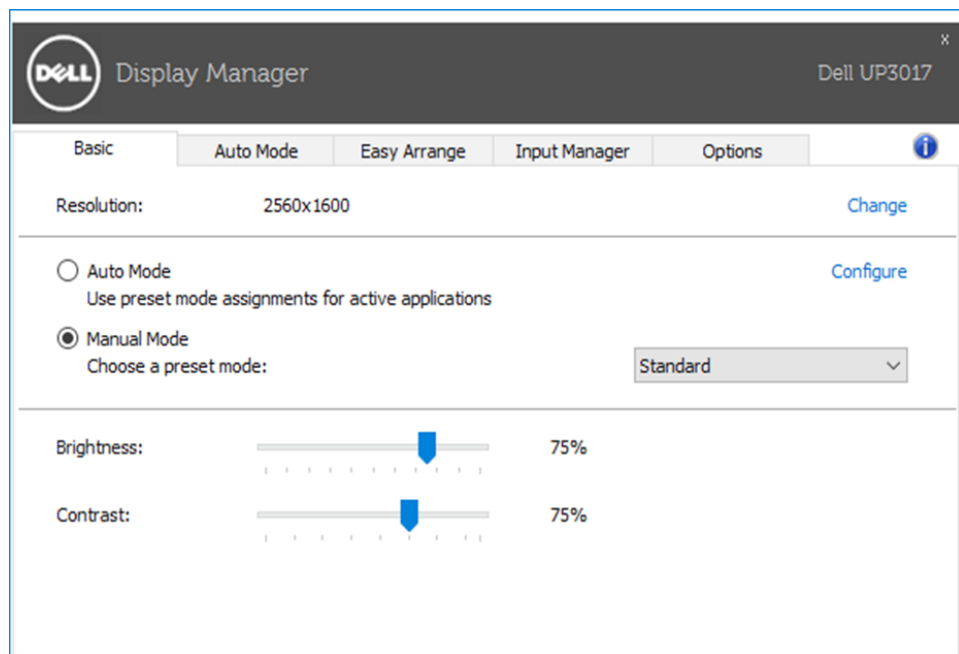 DELL Display Manager
x
Dell UP3017
Basic Auto Mode Easy Arrange Input Manager Options i
Resolution: 2560x1600 Change
Auto Mode Configure
Use preset mode assignments for active applications
Manual Mode
Choose a preset mode: Standard
Brightness: 75%
Contrast: 75%